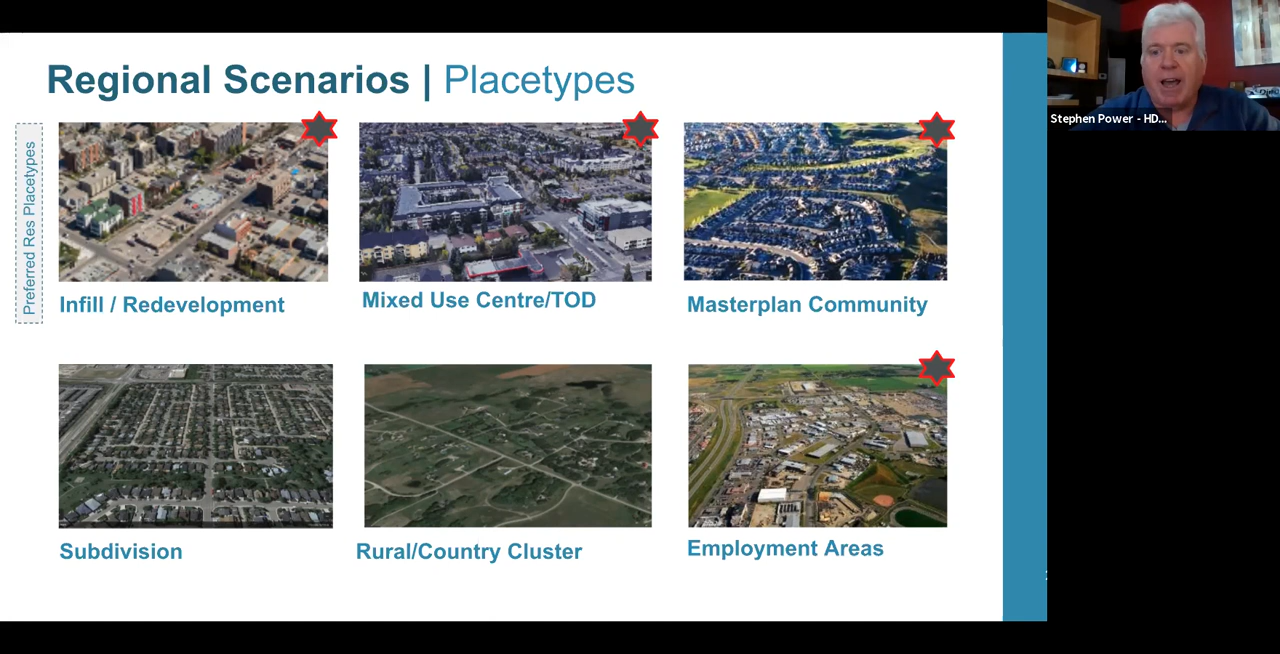 Regional Scenarios | Placetypes
Preferred Res Placetypes
Infill / Redevelopment
Mixed Use Centre/TOD
Masterplan Community
Subdivision
Rural/Country Cluster
Employment Areas
Stephen Power - HD...